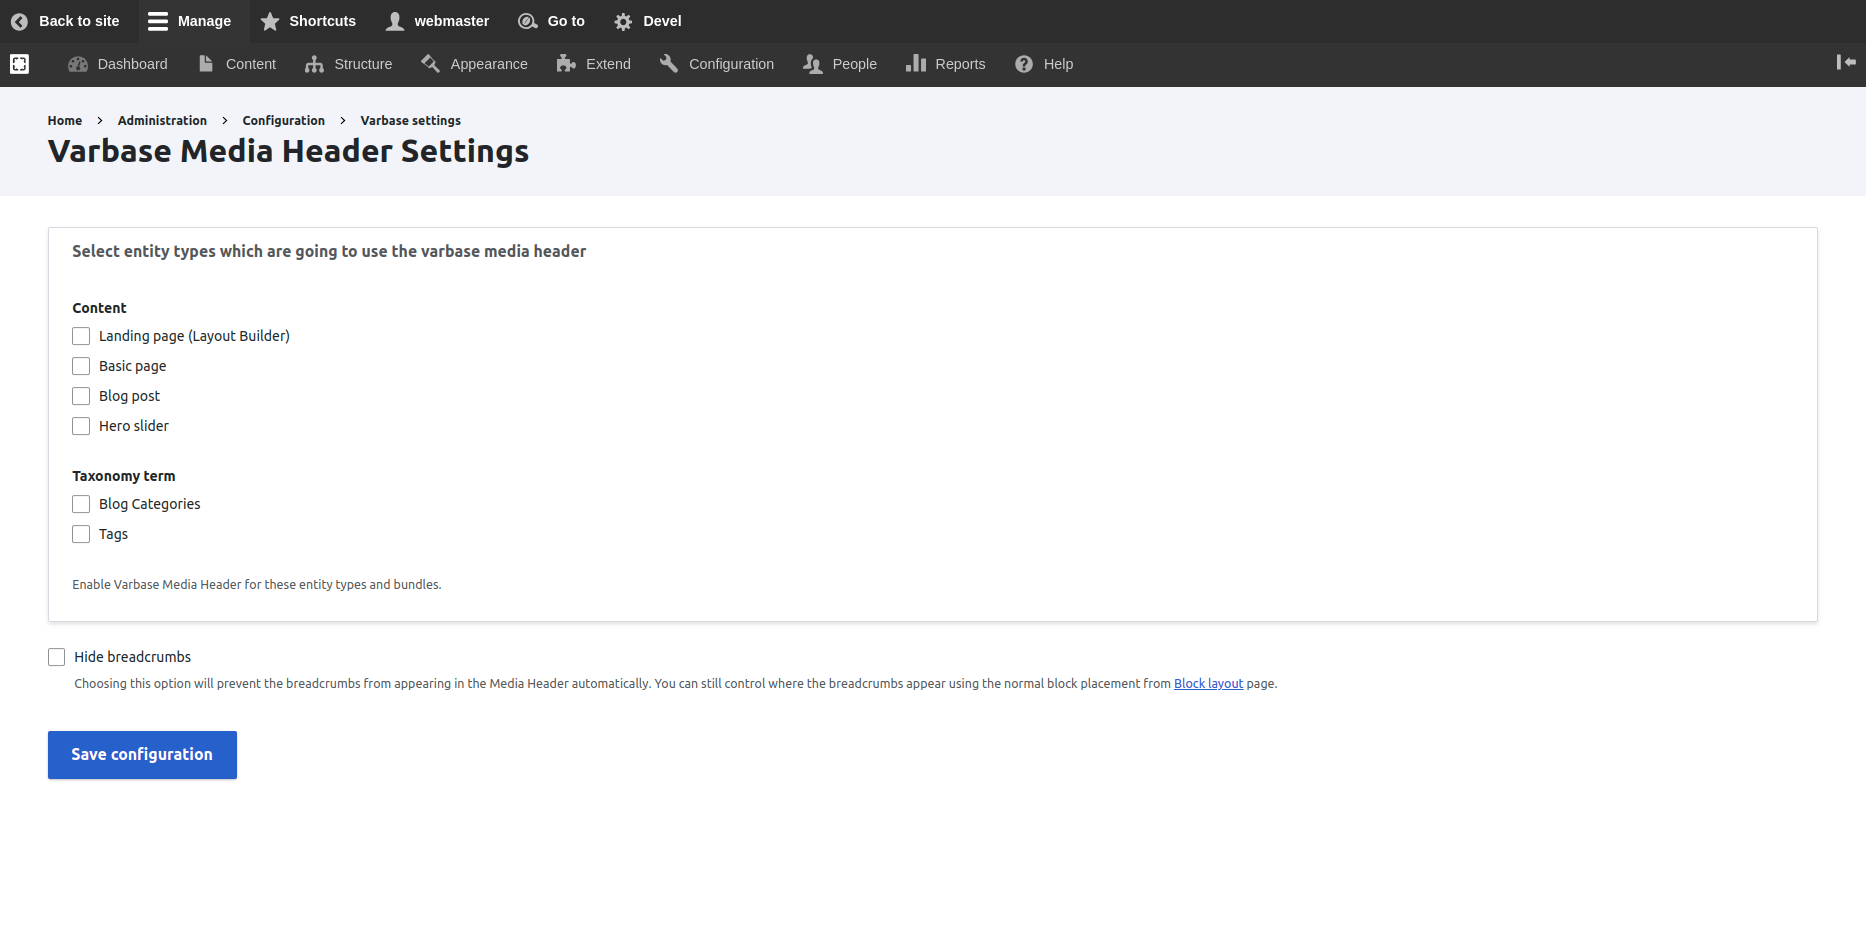 Back to site Manage Shortcuts webmaster Go to Devel
Dashboard Content Structure Appearance Extend Configuration People Reports Help
Home > Administration > Configuration > Varbase settings
Varbase Media Header Settings
Select entity types which are going to use the varbase media header
Content
Landing page (Layout Builder)
Basic page
Blog post
Hero slider
Taxonomy term
Blog Categories
Tags
Enable Varbase Media Header for these entity types and bundles.
Hide breadcrumbs
Choosing this option will prevent the breadcrumbs from appearing in the Media Header automatically. You can still control where the breadcrumbs appear using the normal block placement from Block layout page.
Save configuration